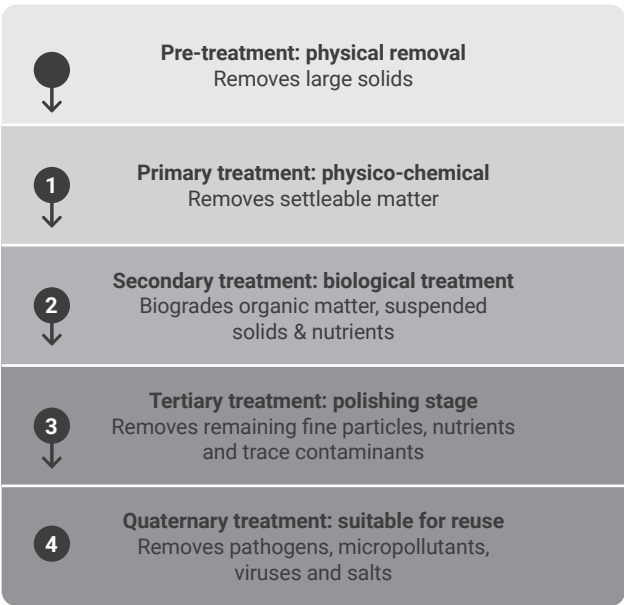 Pre-treatment: physical removal
Removes large solids
1
Primary treatment: physico-chemical
Removes settleable matter
2
Secondary treatment: biological treatment
Biogrades organic matter, suspended
solids & nutrients
3
Tertiary treatment: polishing stage
Removes remaining fine particles, nutrients
and trace contaminants
4
Quaternary treatment: suitable for reuse
Removes pathogens, micropollutants,
viruses and salts